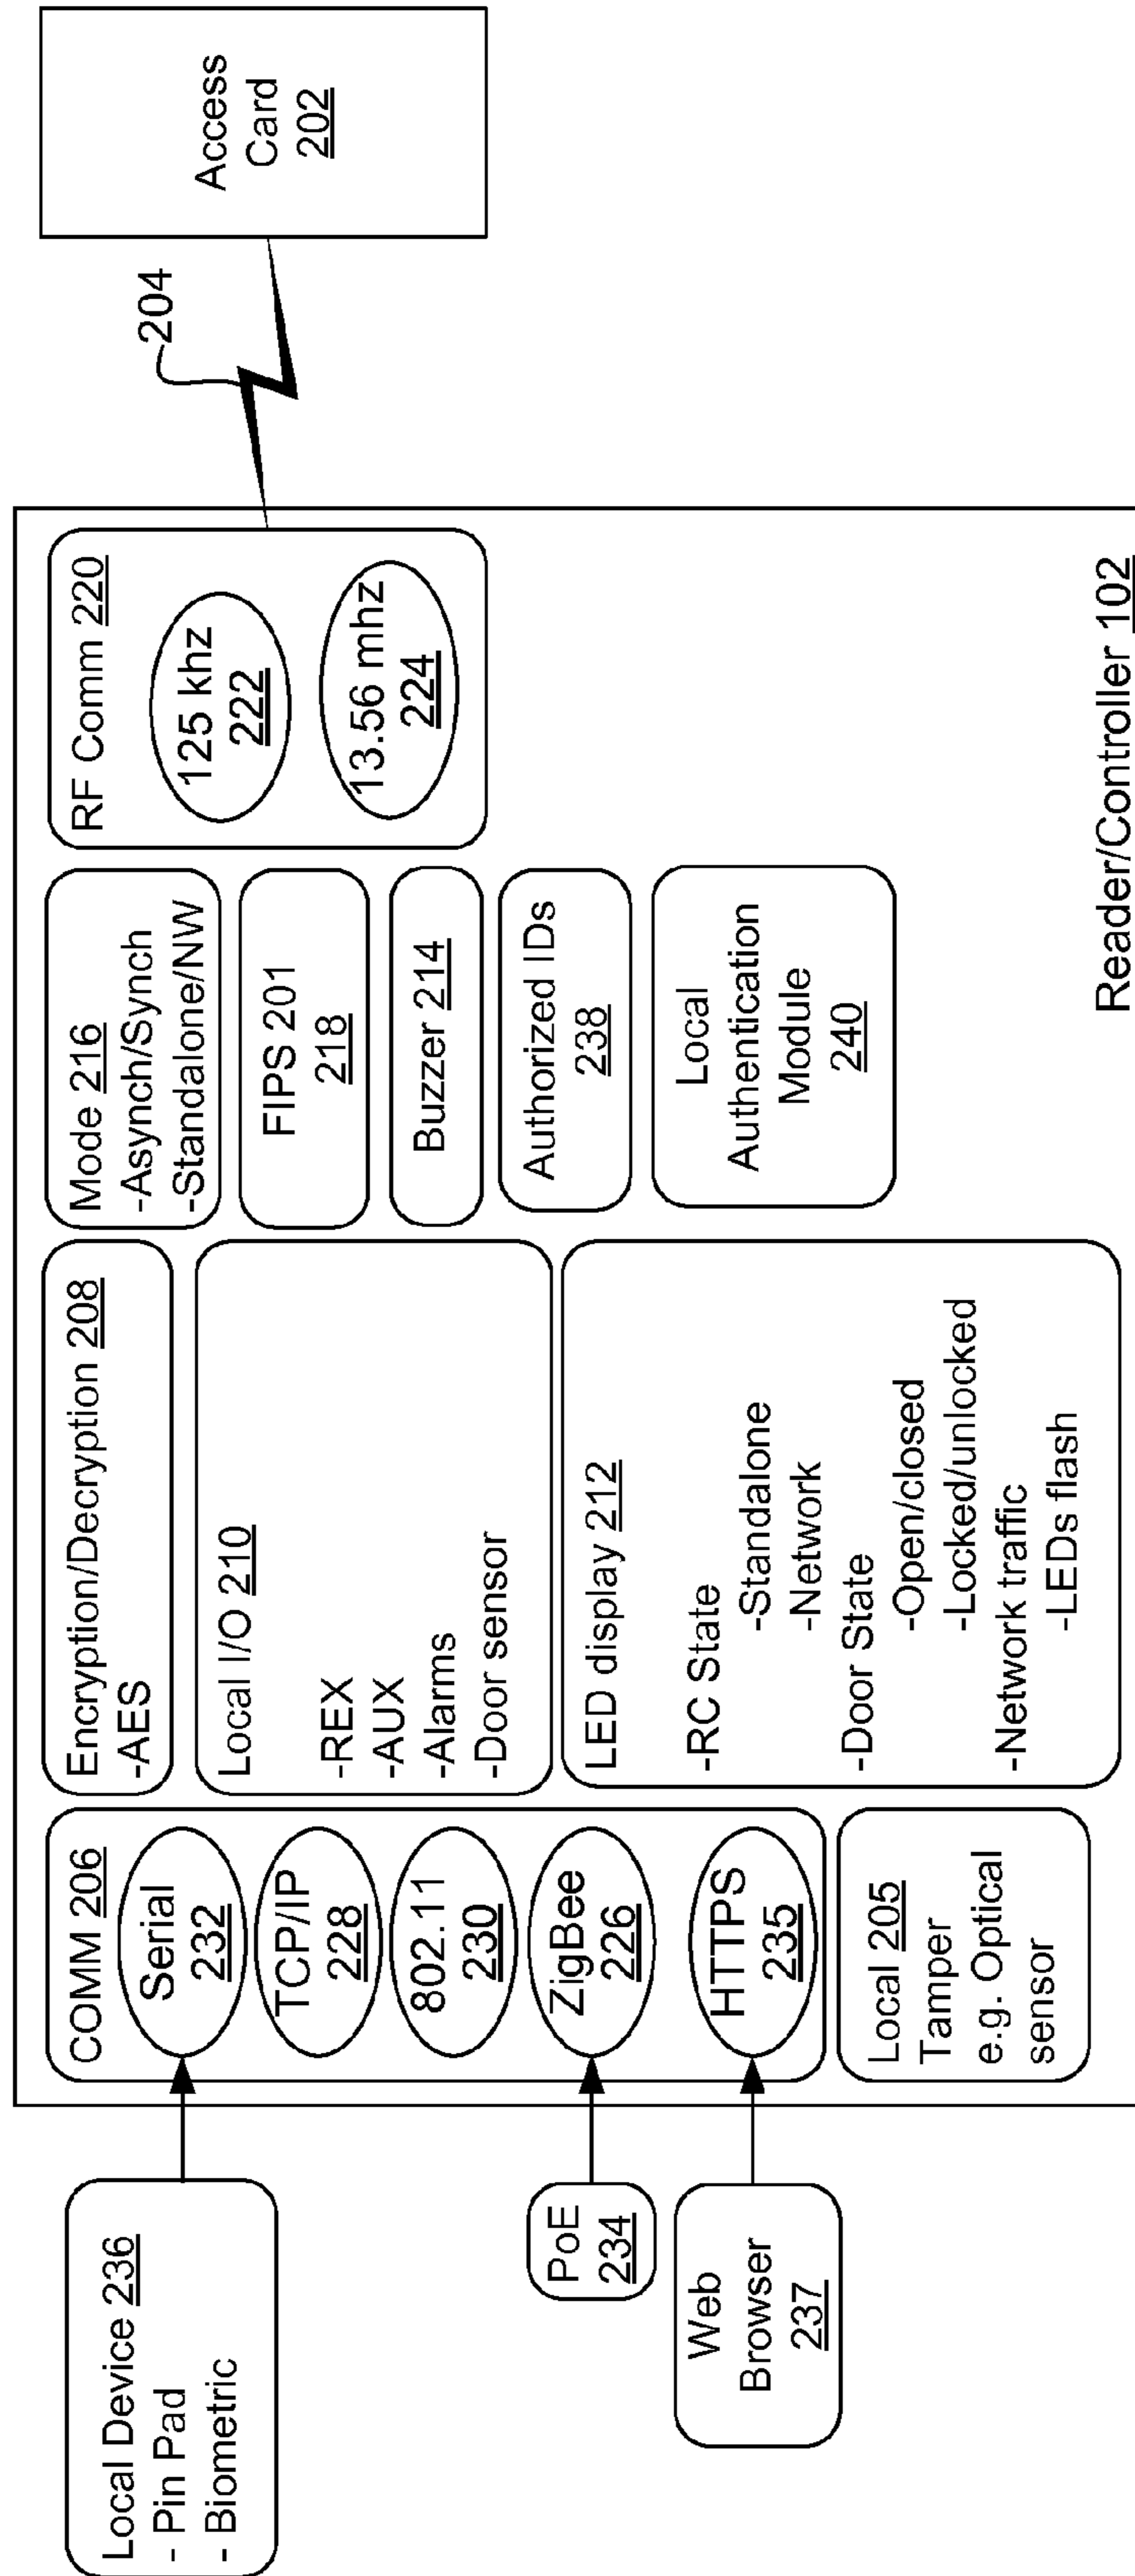 Local Device 236
- Pin Pad
- Biometric
PoE
234
Web
Browser
237
COMM 206
Serial
232
TCP/IP
228
802.11
230
ZigBee
226
HTTPS
235
Local 205
Tamper
e.g. Optical
sensor
Encryption/Decryption 208
-AES
Local I/O 210
-REX
-AUX
-Alarms
-Door sensor
LED display 212
-RC State
-Standalone
-Network
-Door State
-Open/closed
-Locked/unlocked
-Network traffic
-LEDs flash
Mode 216
-Asynch/Synch
-Standalone/NW
FIPS 201
218
Buzzer 214
Authorized IDs
238
Local
Authentication
Module
240
RF Comm 220
125 khz
222
13.56 mhz
224
Reader/Controller 102
204
Access
Card
202